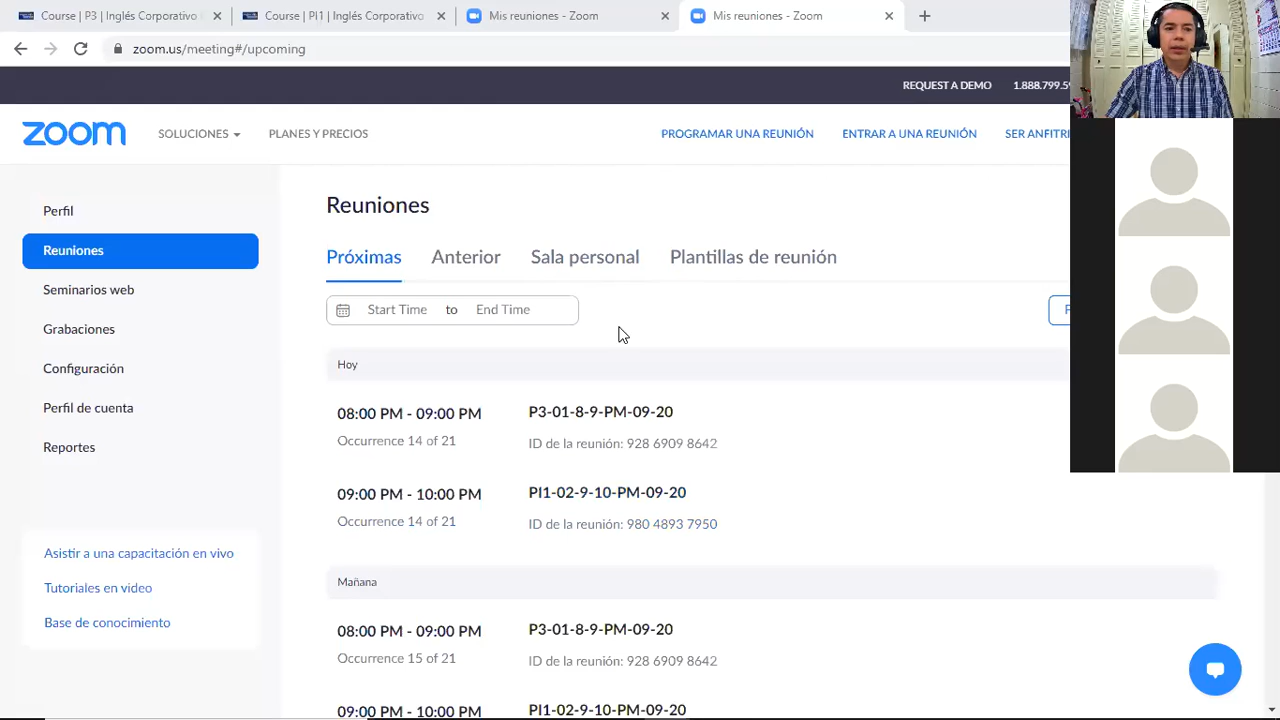 Course | P3 | Inglés Corporativo
Course | PI1 | Inglés Corporativo
Mis reuniones - Zoom
Mis reuniones - Zoom
zoom.us/meeting#/upcoming
REQUEST A DEMO
1.888.799.59
zoom
SOLUCIONES
PLANES Y PRECIOS
PROGRAMAR UNA REUNIÓN
ENTRAR A UNA REUNIÓN
SER ANFITRI
Perfil
Reuniones
Seminarios web
Grabaciones
Configuración
Perfil de cuenta
Reportes
Asistir a una capacitación en vivo
Tutoriales en video
Base de conocimiento
Reuniones
Próximas
Anterior
Sala personal
Plantillas de reunión
Start Time to End Time
Hoy
08:00 PM - 09:00 PM
P3-01-8-9-PM-09-20
Occurrence 14 of 21
ID de la reunión: 928 6909 8642
09:00 PM - 10:00 PM
PI1-02-9-10-PM-09-20
Occurrence 14 of 21
ID de la reunión: 980 4893 7950
Mañana
08:00 PM - 09:00 PM
P3-01-8-9-PM-09-20
Occurrence 15 of 21
ID de la reunión: 928 6909 8642
09:00 PM - 10:00 PM
PI1-02-9-10-PM-09-20